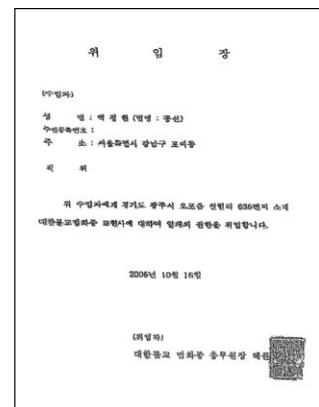 위 임 장
(수임자)
성 명 : 백 정 현 (법명 : 종선)
주민등록번호 :
주 소 : 서울특별시 강남구 포이동
직 위
위 수임자에게 경기도 광주시 오포읍 신현리 636번지 소재
대한불교법화종 교현사에 대하여 일체의 권한을 위임합니다.
2006년 10월 16일
(위임자)
대한불교 법화종 총무원장